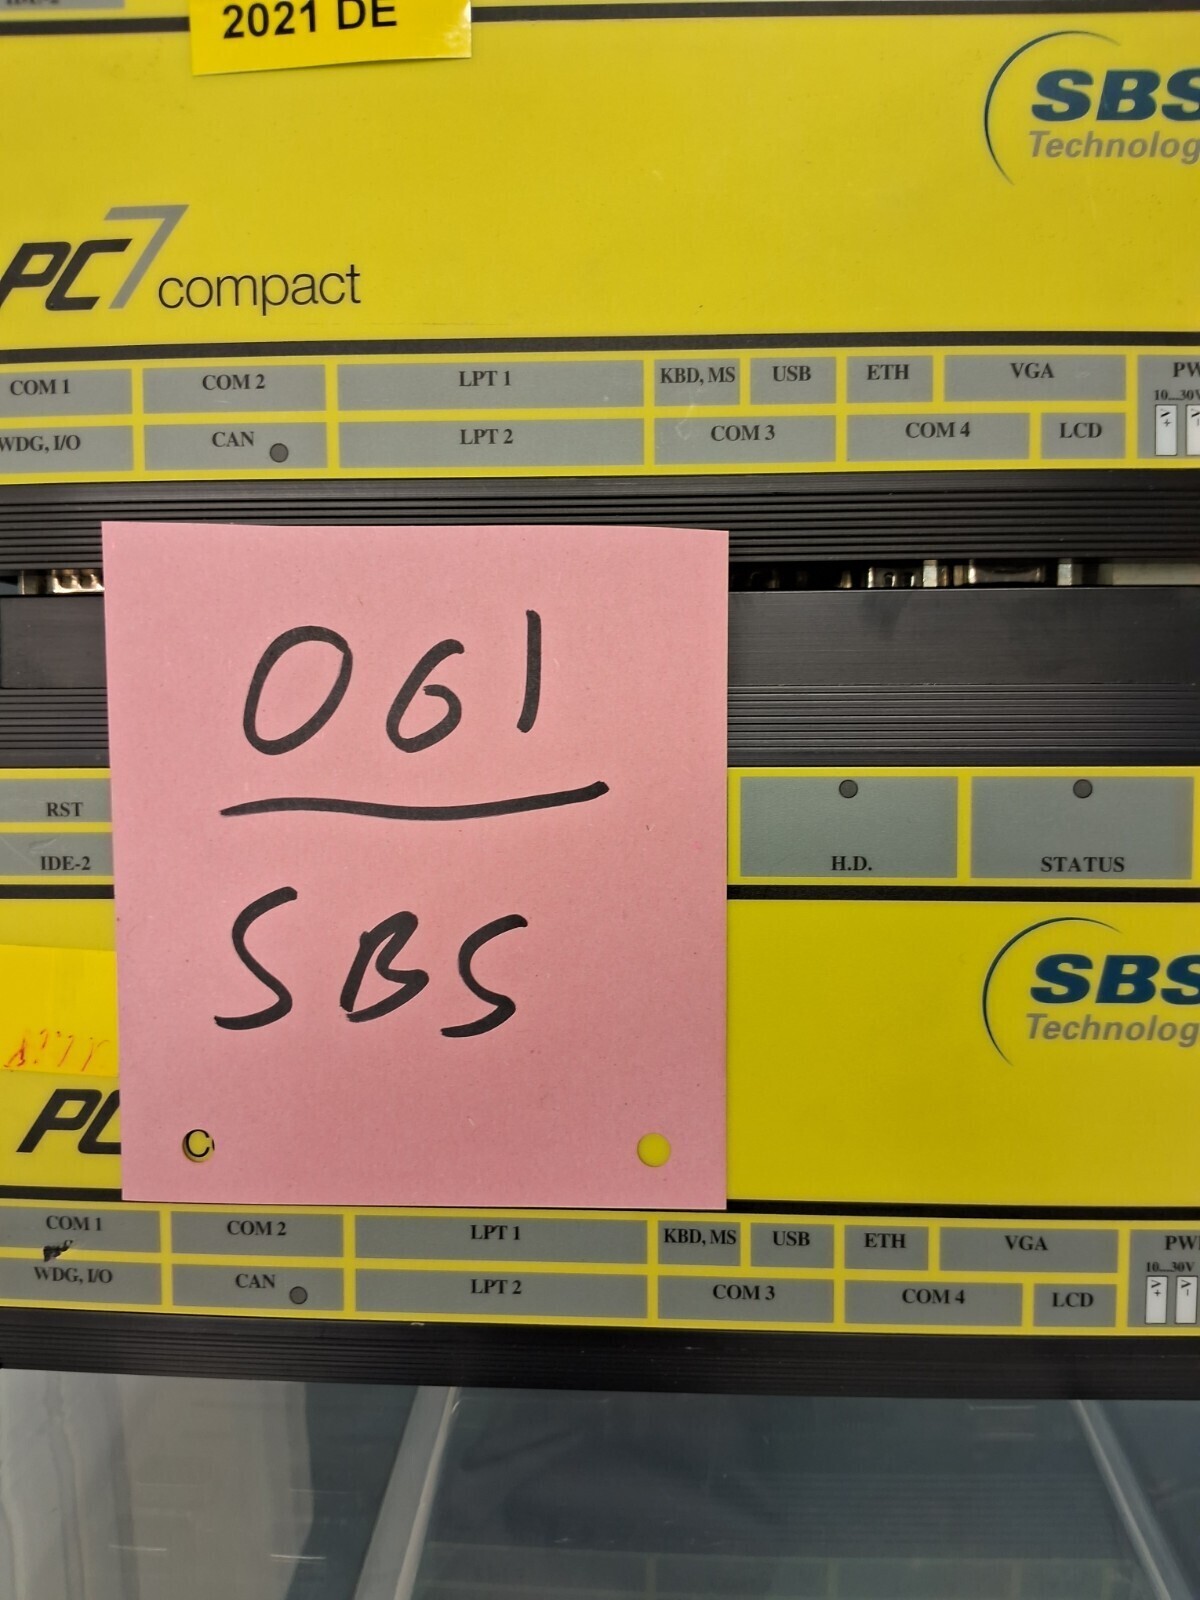 2021 DE
SBS
Technolog
PC7 compact
COM 1 COM 2 LPT 1 KBD, MS USB ETH VGA PW
10...30V
WDG, I/O CAN LPT 2 COM 3 COM 4 LCD
+ -
061
SBS
RST H.D. STATUS
IDE-2
SBS
Technolog
PC
C
COM 1 COM 2 LPT 1 KBD, MS USB ETH VGA PW
10...30V
WDG, I/O CAN LPT 2 COM 3 COM 4 LCD
+V -V